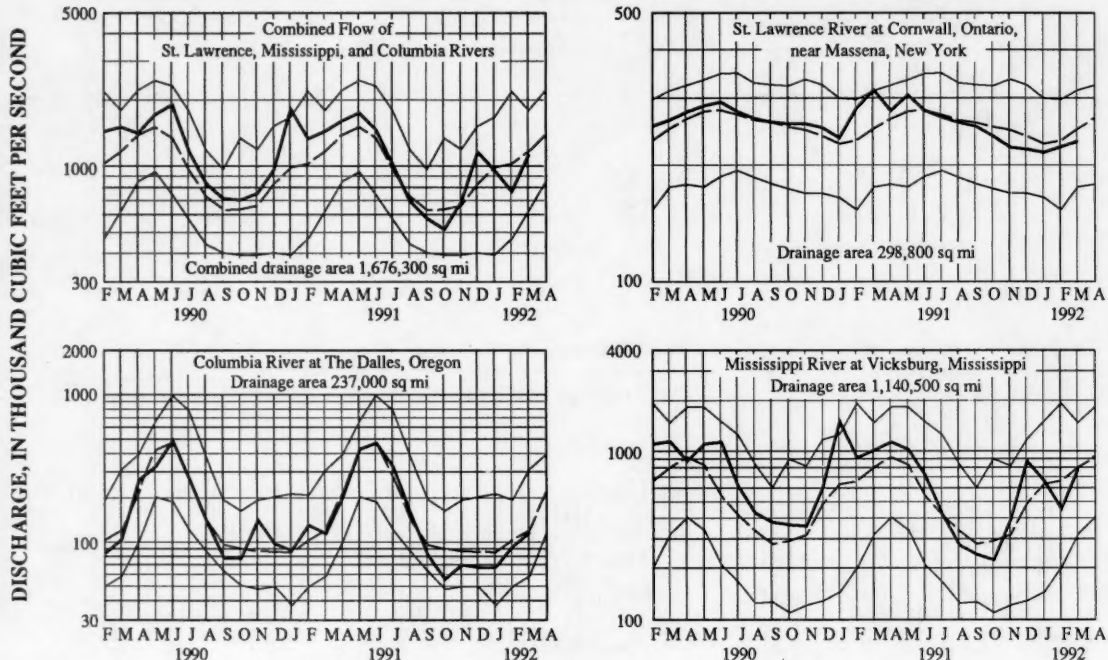 DISCHARGE, IN THOUSAND CUBIC FEET PER SECOND
5000
1000
300
Combined Flow of
St. Lawrence, Mississippi, and Columbia Rivers
Combined drainage area 1,676,300 sq mi
F M A M J J A S O N D J F M A M J J A S O N D J F M A
1990 1991 1992
500
100
St. Lawrence River at Cornwall, Ontario,
near Massena, New York
Drainage area 298,800 sq mi
F M A M J J A S O N D J F M A M J J A S O N D J F M A
1990 1991 1992
2000
1000
100
30
Columbia River at The Dalles, Oregon
Drainage area 237,000 sq mi
F M A M J J A S O N D J F M A M J J A S O N D J F M A
1990 1991 1992
4000
1000
100
Mississippi River at Vicksburg, Mississippi
Drainage area 1,140,500 sq mi
F M A M J J A S O N D J F M A M J J A S O N D J F M A
1990 1991 1992